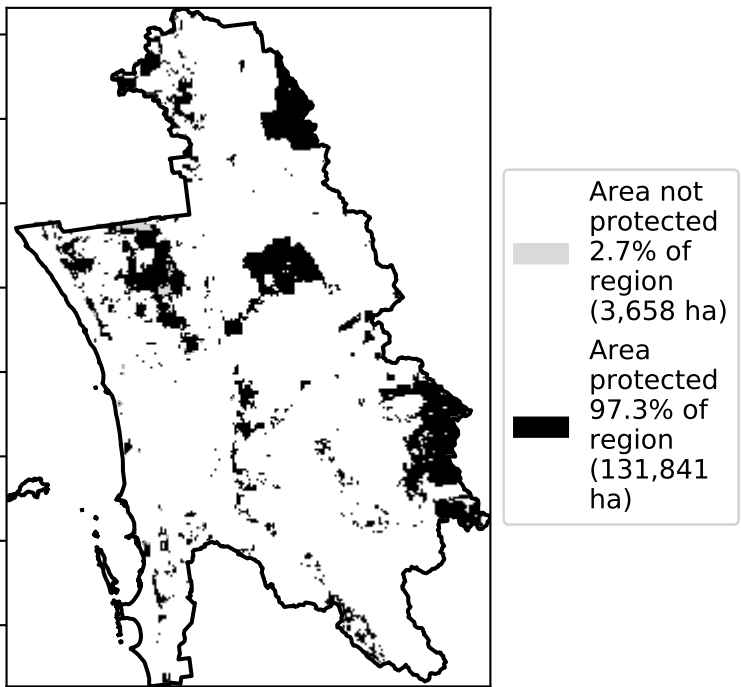 Area not
protected
2.7% of
region
(3,658 ha)
Area
protected
97.3% of
region
(131,841
ha)